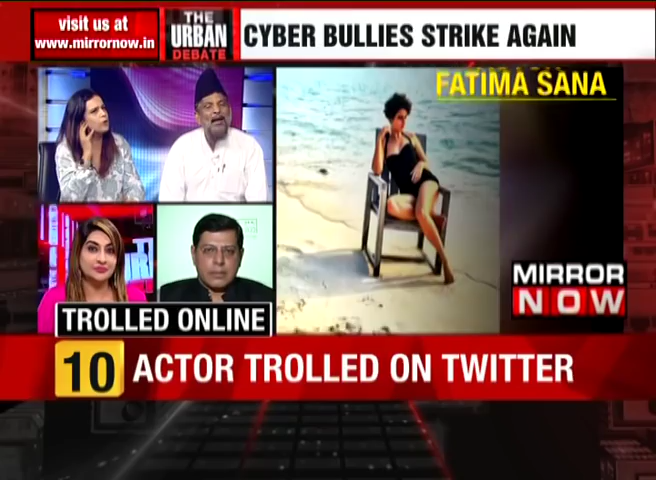 visit us at
www.mirrornow.in
THE
URBAN
DEBATE
CYBER BULLIES STRIKE AGAIN
FATIMA SANA
MIRROR
NOW
TROLLED ONLINE
10 ACTOR TROLLED ON TWITTER